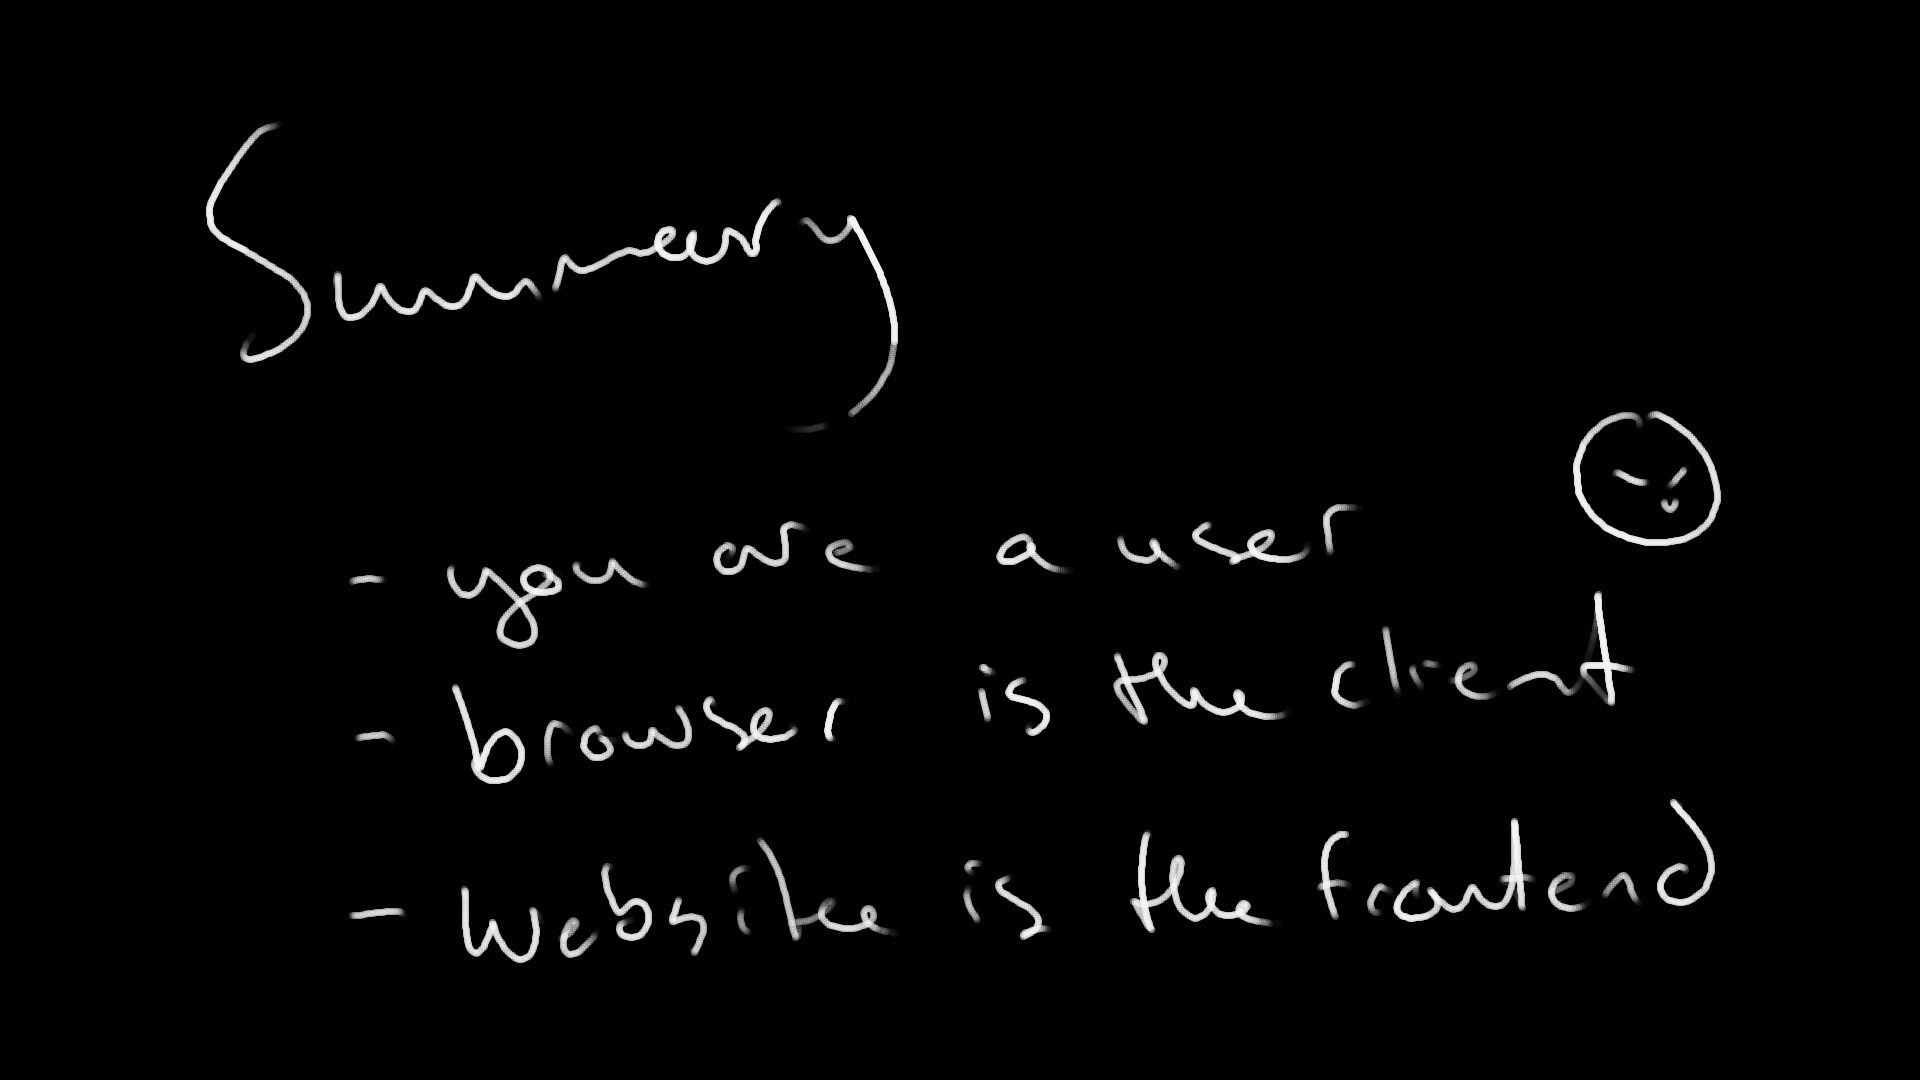 Summary
- you are a user
- browser is the client
- website is the frontend